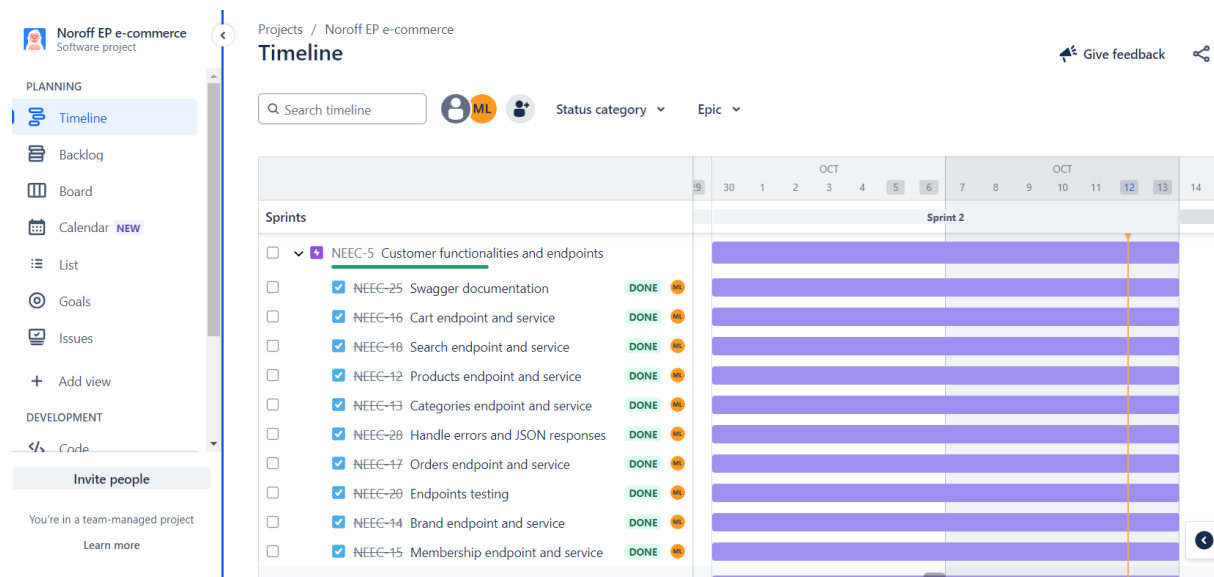 Noroff EP e-commerce
Software project
PLANNING
Timeline
Backlog
Board
Calendar NEW
List
Goals
Issues
+ Add view
DEVELOPMENT
Code
Invite people
You're in a team-managed project
Learn more
Projects / Noroff EP e-commerce
Timeline
Give feedback
Search timeline
ML
Status category
Epic
OCT OCT
29 30 1 2 3 4 5 6 7 8 9 10 11 12 13 14
Sprints
Sprint 2
NEEC-5 Customer functionalities and endpoints
NEEC-25 Swagger documentation DONE ML
NEEC-16 Cart endpoint and service DONE ML
NEEC-18 Search endpoint and service DONE ML
NEEC-12 Products endpoint and service DONE ML
NEEC-13 Categories endpoint and service DONE ML
NEEC-28 Handle errors and JSON responses DONE ML
NEEC-17 Orders endpoint and service DONE ML
NEEC-20 Endpoints testing DONE ML
NEEC-14 Brand endpoint and service DONE ML
NEEC-15 Membership endpoint and service DONE ML